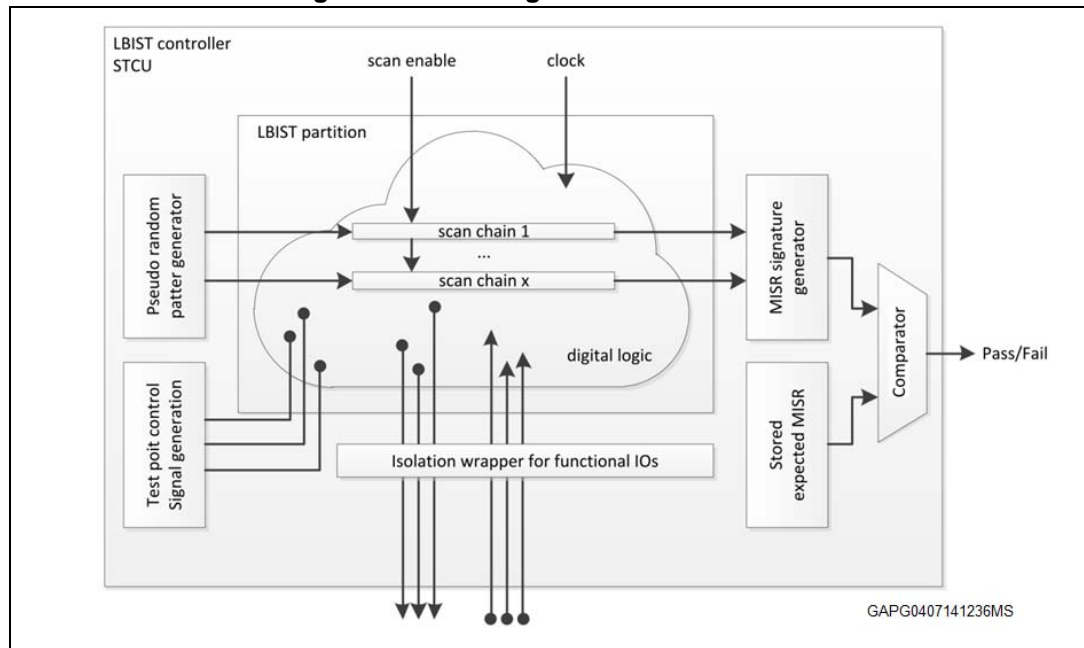 LBIST controller
STCU
scan enable
clock
LBIST partition
Pseudo random
patter generator
scan chain 1
...
scan chain x
MISR signature
generator
digital logic
Comparator
Pass/Fail
Test poit control
Signal generation
Isolation wrapper for functional IOs
Stored
expected MISR
GAPG0407141236MS